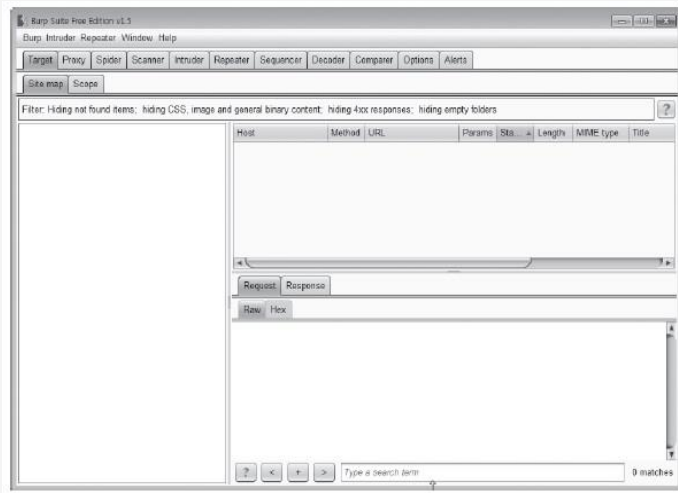 Burp Suite Free Edition v1.5
Burp Intruder Repeater Window Help
Target Proxy Spider Scanner Intruder Repeater Sequencer Decoder Comparer Options Alerts
Site map Scope
Filter: Hiding not found items; hiding CSS, image and general binary content; hiding 4xx responses; hiding empty folders ?
Host Method URL Params Sta... Length MIME type Title
Request Response
Raw Hex
? < + > Type a search term 0 matches